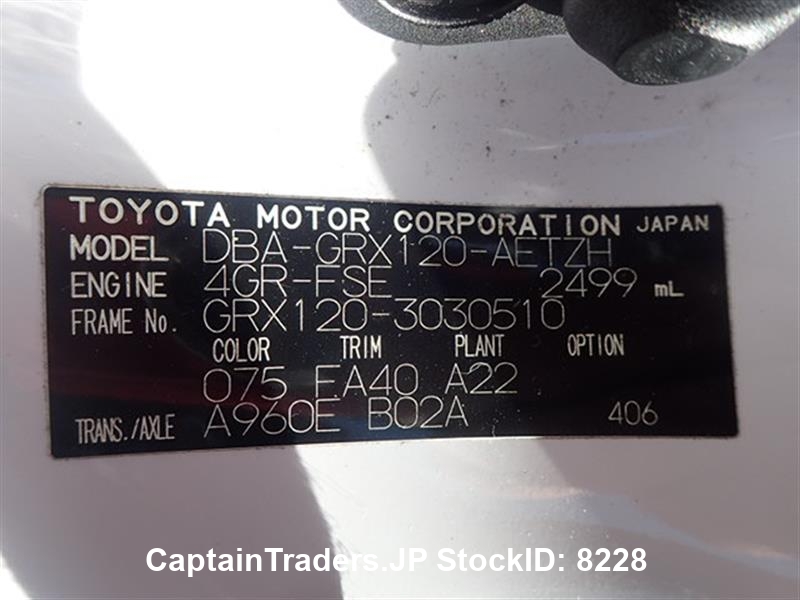 TOYOTA MOTOR CORPORATION JAPAN
MODEL DBA-GRX120-AETZH
ENGINE 4GR-FSE 2499 mL
FRAME No. GRX120-3030510
COLOR TRIM PLANT OPTION
075 FA40 A22
TRANS./AXLE A960E B02A 406
CaptainTraders.JP StockID: 8228